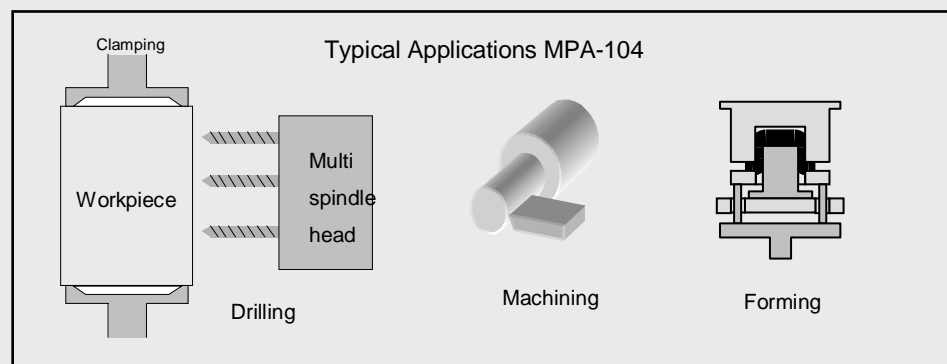 Typical Applications MPA-104
Clamping
Workpiece
Multi
spindle
head
Drilling
Machining
Forming